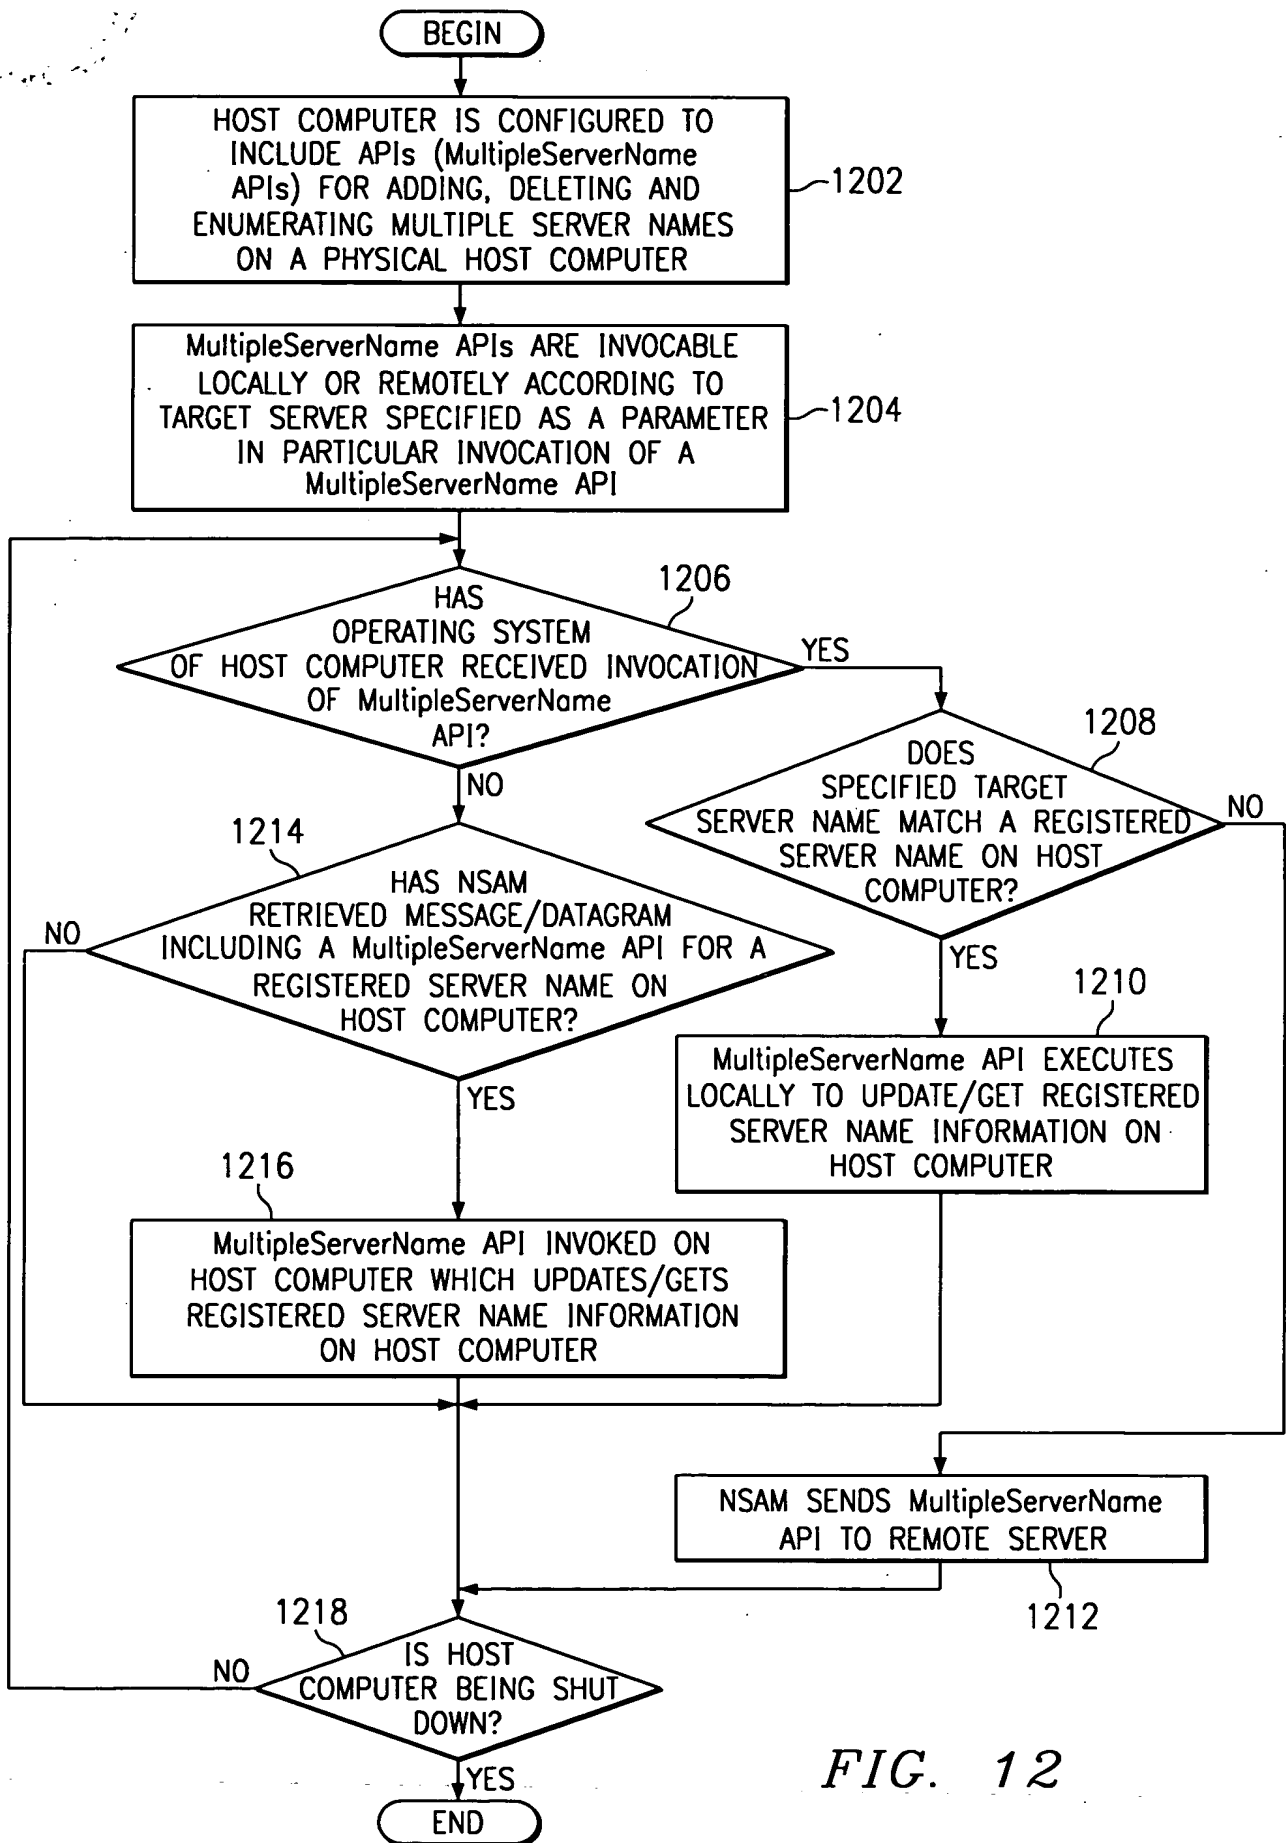 BEGIN
HOST COMPUTER IS CONFIGURED TO
INCLUDE APIs (MultipleServerName
APIs) FOR ADDING, DELETING AND
ENUMERATING MULTIPLE SERVER NAMES
ON A PHYSICAL HOST COMPUTER
1202
MultipleServerName APIs ARE INVOCABLE
LOCALLY OR REMOTELY ACCORDING TO
TARGET SERVER SPECIFIED AS A PARAMETER
IN PARTICULAR INVOCATION OF A
MultipleServerName API
1204
1206
HAS
OPERATING SYSTEM
OF HOST COMPUTER RECEIVED INVOCATION
OF MultipleServerName
API?
YES
NO
1208
DOES
SPECIFIED TARGET
SERVER NAME MATCH A REGISTERED
SERVER NAME ON HOST
COMPUTER?
NO
YES
1214
HAS NSAM
RETRIEVED MESSAGE/DATAGRAM
INCLUDING A MultipleServerName API FOR A
REGISTERED SERVER NAME ON
HOST COMPUTER?
NO
YES
1210
MultipleServerName API EXECUTES
LOCALLY TO UPDATE/GET REGISTERED
SERVER NAME INFORMATION ON
HOST COMPUTER
1216
MultipleServerName API INVOKED ON
HOST COMPUTER WHICH UPDATES/GETS
REGISTERED SERVER NAME INFORMATION
ON HOST COMPUTER
NSAM SENDS MultipleServerName
API TO REMOTE SERVER
1212
1218
IS HOST
COMPUTER BEING SHUT
DOWN?
NO
YES
END
FIG. 12